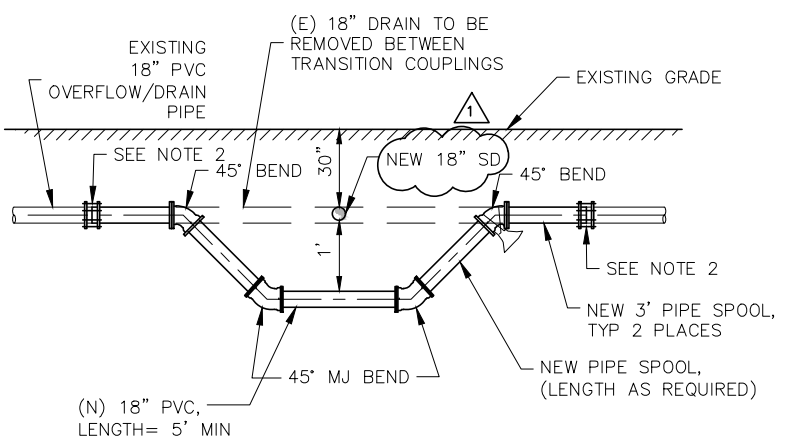 (E) 18" DRAIN TO BE
REMOVED BETWEEN
TRANSITION COUPLINGS
EXISTING
18" PVC
OVERFLOW/DRAIN
PIPE
EXISTING GRADE
1
SEE NOTE 2
45° BEND
30"
NEW 18" SD
45° BEND
1'
SEE NOTE 2
NEW 3' PIPE SPOOL,
TYP 2 PLACES
45° MJ BEND
NEW PIPE SPOOL,
(LENGTH AS REQUIRED)
(N) 18" PVC,
LENGTH= 5' MIN